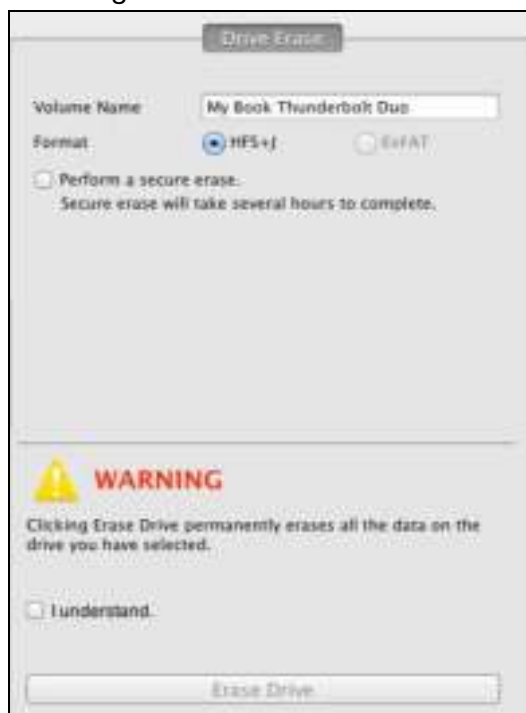 Drive Erase
Volume Name My Book Thunderbolt Duo
Format HFS+J ExFAT
Perform a secure erase.
Secure erase will take several hours to complete.
WARNING
Clicking Erase Drive permanently erases all the data on the
drive you have selected.
I understand.
Erase Drive